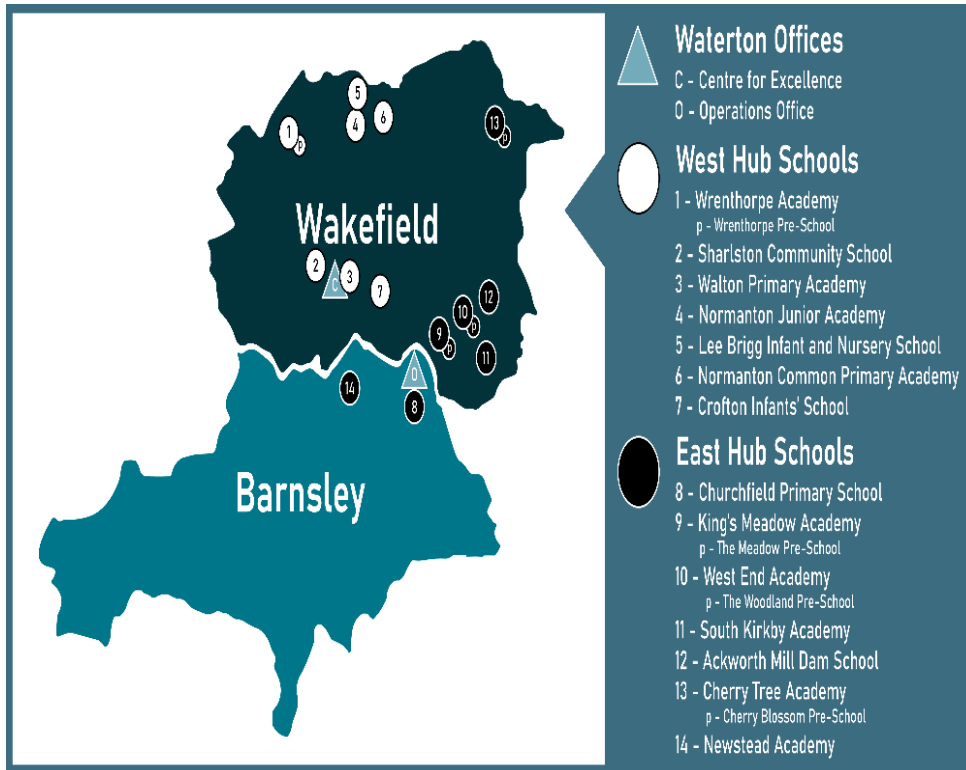 5
4
6
1
p
13
p
Wakefield
2
C
3
7
12
10
p
9
p
11
O
14
8
Barnsley
Waterton Offices
C - Centre for Excellence
O - Operations Office
West Hub Schools
1 - Wrenthorpe Academy
p - Wrenthorpe Pre-School
2 - Sharlston Community School
3 - Walton Primary Academy
4 - Normanton Junior Academy
5 - Lee Brigg Infant and Nursery School
6 - Normanton Common Primary Academy
7 - Crofton Infants' School
East Hub Schools
8 - Churchfield Primary School
9 - King's Meadow Academy
p - The Meadow Pre-School
10 - West End Academy
p - The Woodland Pre-School
11 - South Kirkby Academy
12 - Ackworth Mill Dam School
13 - Cherry Tree Academy
p - Cherry Blossom Pre-School
14 - Newstead Academy